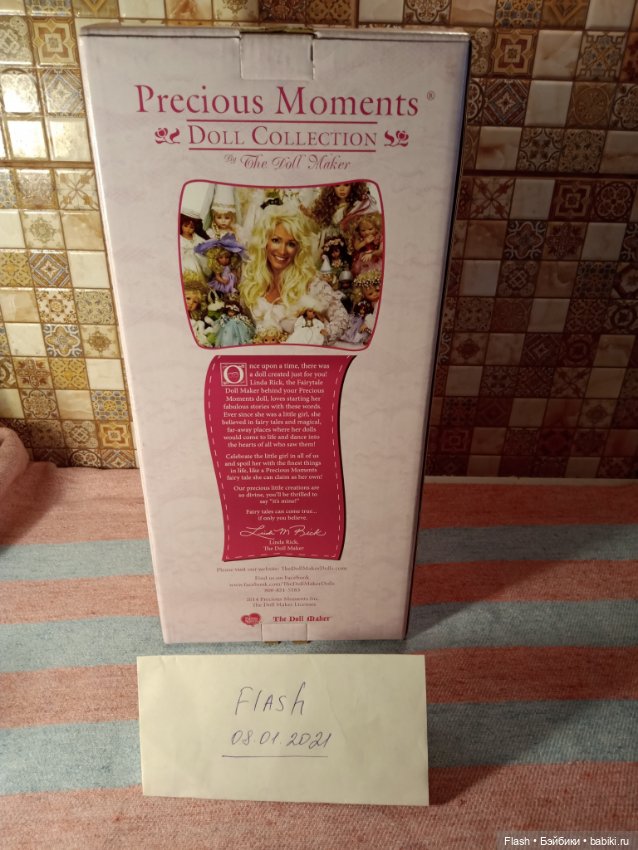 Precious Moments®
DOLL COLLECTION
By The Doll Maker
Once upon a time, there was
a doll created just for you!
Linda Rick, the Fairytale
Doll Maker behind your Precious
Moments doll, loves starting her
fabulous stories with these words.
Ever since she was a little girl, she
believed in fairy tales and magical,
far-away places where her dolls
would come to life and dance into
the hearts of all who saw them!
Celebrate the little girl in all of us
and spoil her with the finest things
in life, like a Precious Moments
fairy tale she can claim as her own!
Our precious little creations are
so divine, you'll be thrilled to
say "it's mine!"
Fairy tales can come true...
if only you believe.
Linda M Rick
Linda Rick,
The Doll Maker
Please visit our website: TheDollMakerDolls.com
Find us on Facebook
www.facebook.com/TheDollMakerDolls
2014 Precious Moments Inc.
The Doll Maker Licensee
The Doll Maker
Flash
08.01.2021
Flash • Бэйбики • babiki.ru